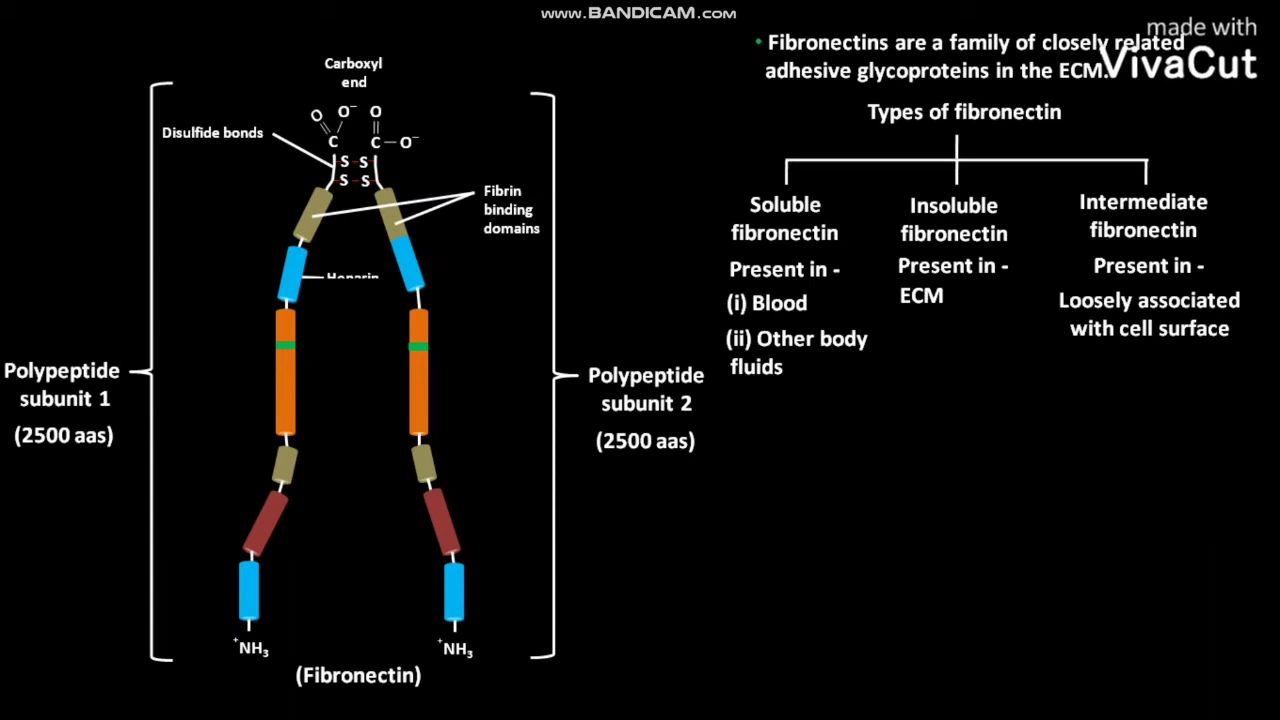 www.BANDICAM.com
made with
VivaCut
• Fibronectins are a family of closely related
adhesive glycoproteins in the ECM.
Types of fibronectin
Soluble
fibronectin
Present in -
(i) Blood
(ii) Other body
fluids
Insoluble
fibronectin
Present in -
ECM
Intermediate
fibronectin
Present in -
Loosely associated
with cell surface
Carboxyl
end
O O⁻ O
C C O⁻
Disulfide bonds
S S
S S
Fibrin
binding
domains
Polypeptide
subunit 1
(2500 aas)
Polypeptide
subunit 2
(2500 aas)
⁺NH₃ ⁺NH₃
(Fibronectin)